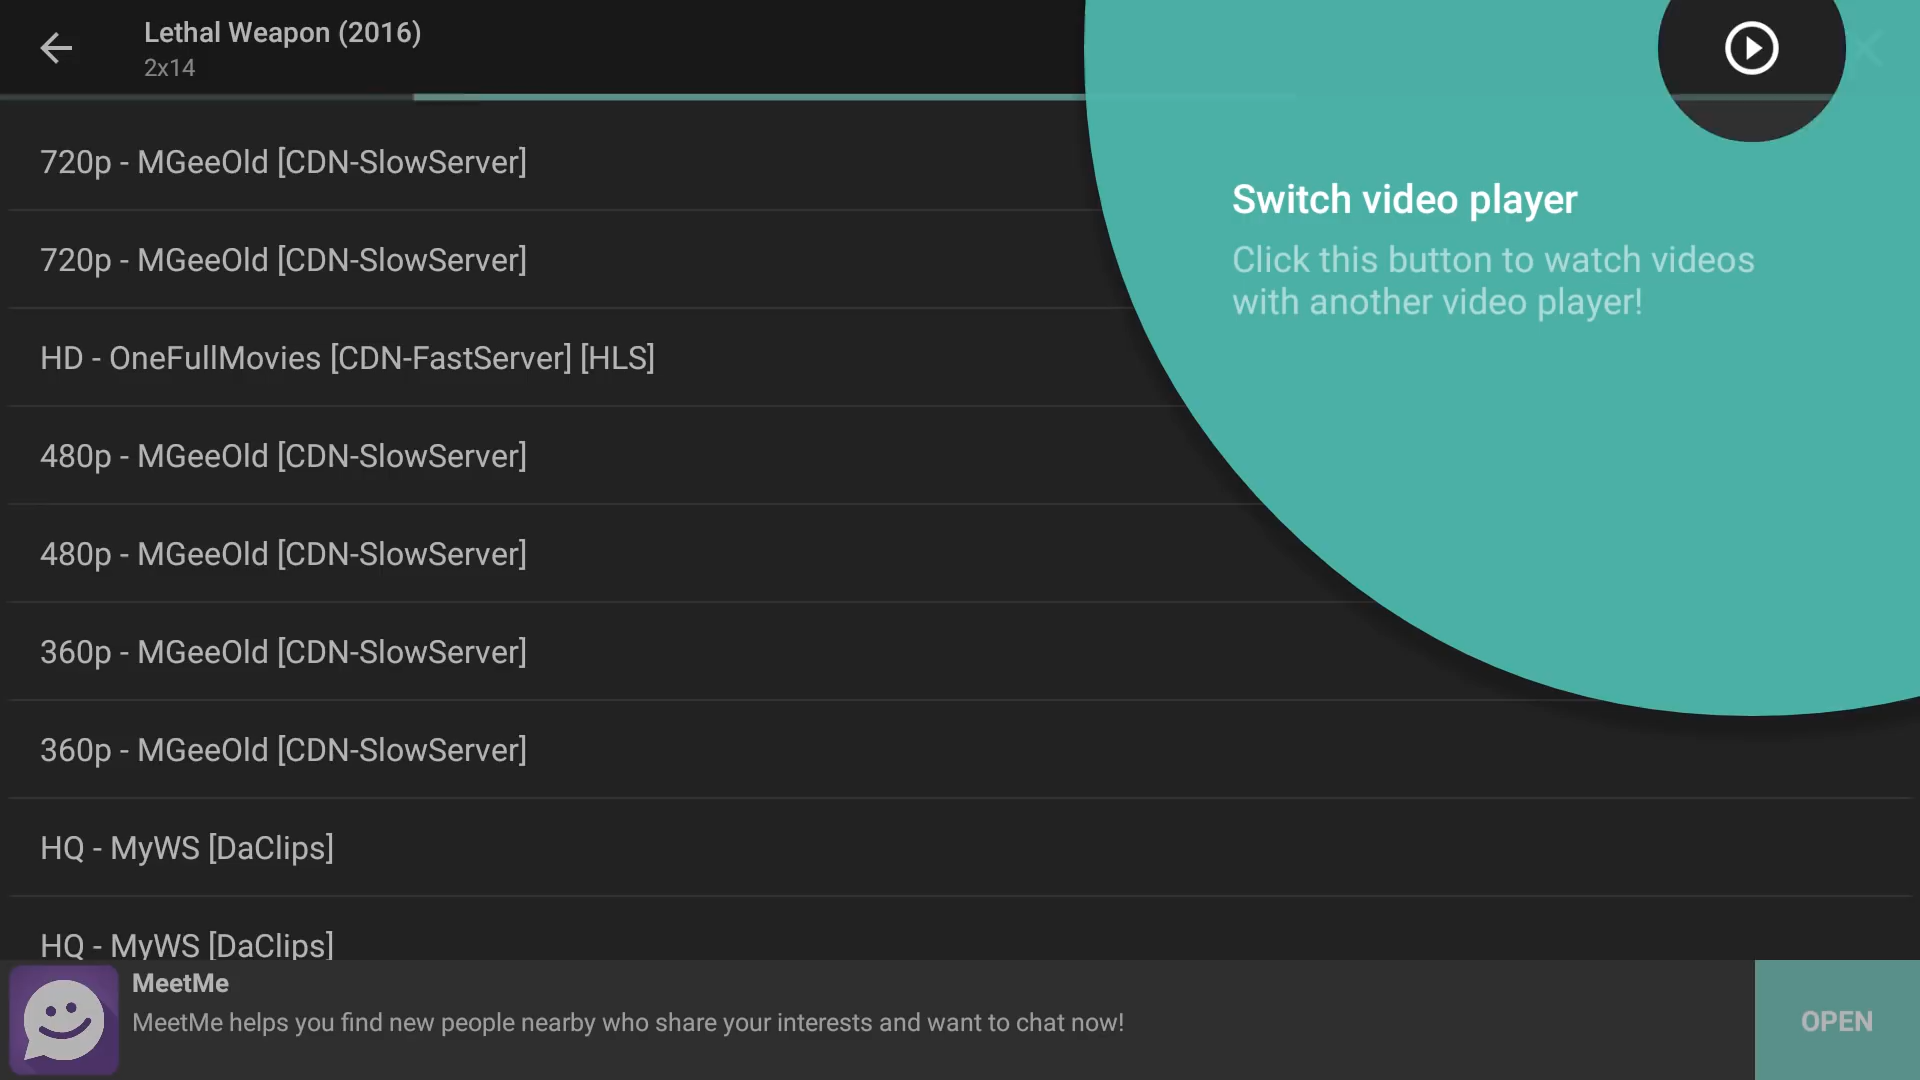 Lethal Weapon (2016)
2x14
Switch video player
Click this button to watch videos
with another video player!
720p - MGeeOld [CDN-SlowServer]
720p - MGeeOld [CDN-SlowServer]
HD - OneFullMovies [CDN-FastServer] [HLS]
480p - MGeeOld [CDN-SlowServer]
480p - MGeeOld [CDN-SlowServer]
360p - MGeeOld [CDN-SlowServer]
360p - MGeeOld [CDN-SlowServer]
HQ - MyWS [DaClips]
HQ - MyWS [DaClips]
MeetMe
MeetMe helps you find new people nearby who share your interests and want to chat now!
OPEN